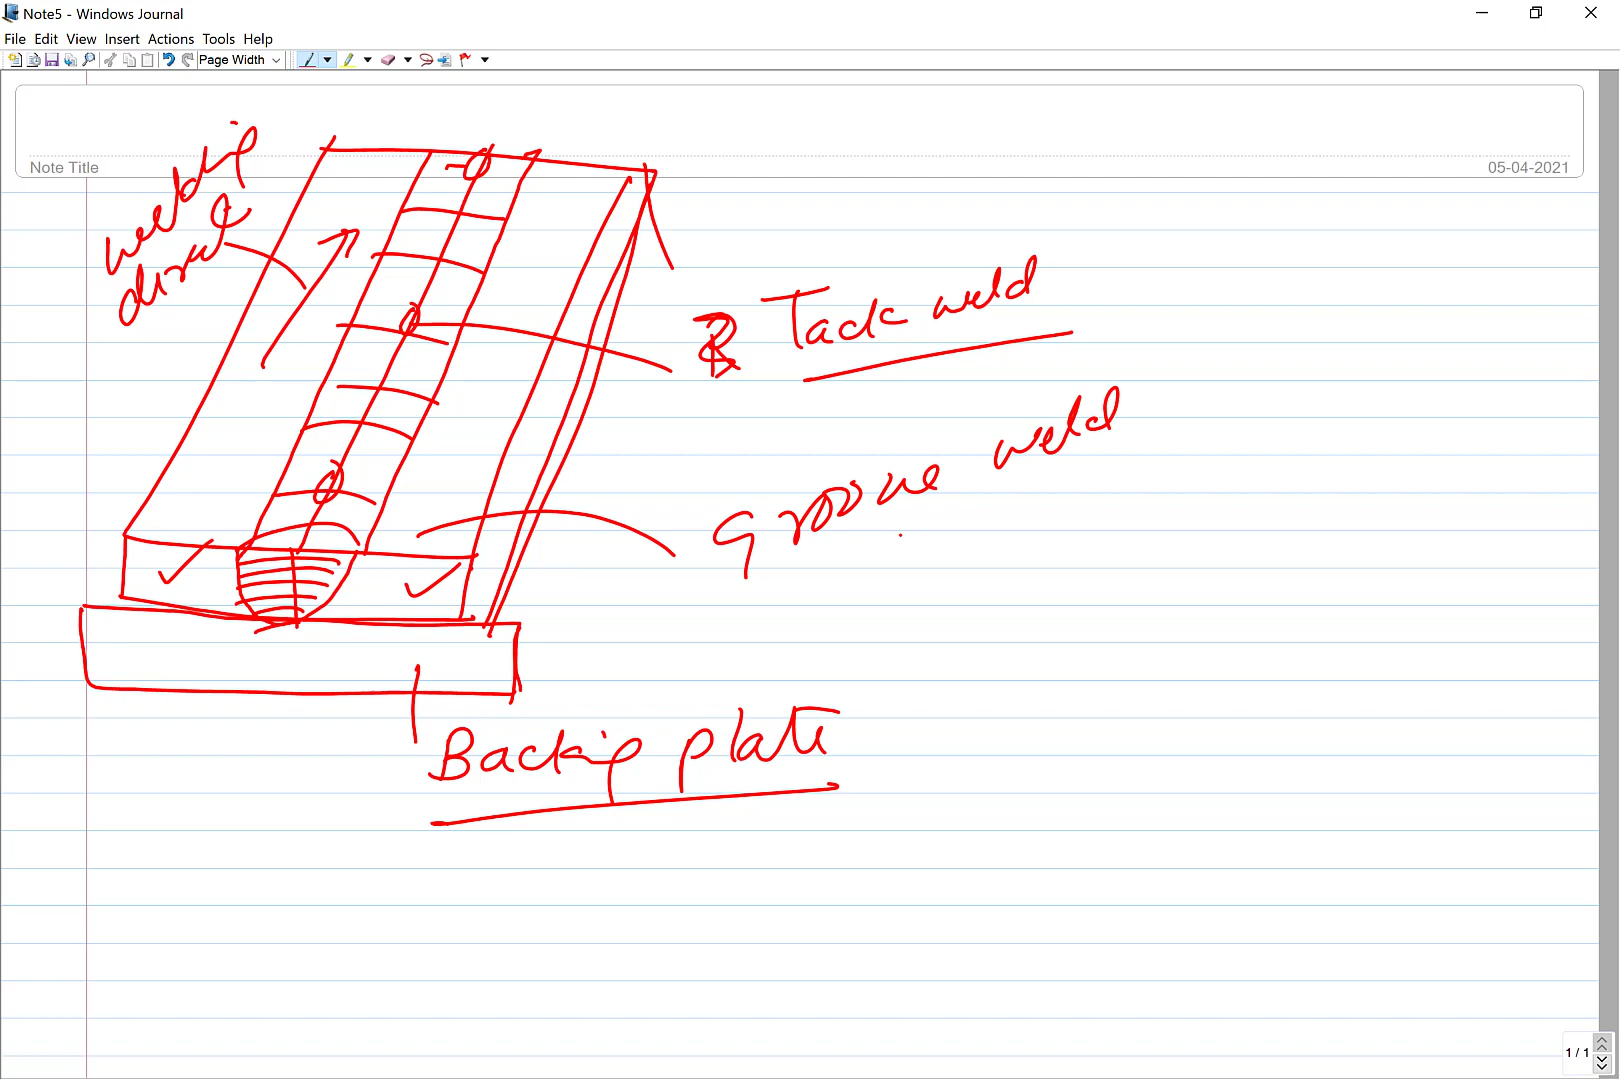 Note5 - Windows Journal
File Edit View Insert Actions Tools Help
Page Width
Note Title
05-04-2021
welding
Tack weld
Groove weld
Backing plate
1 / 1